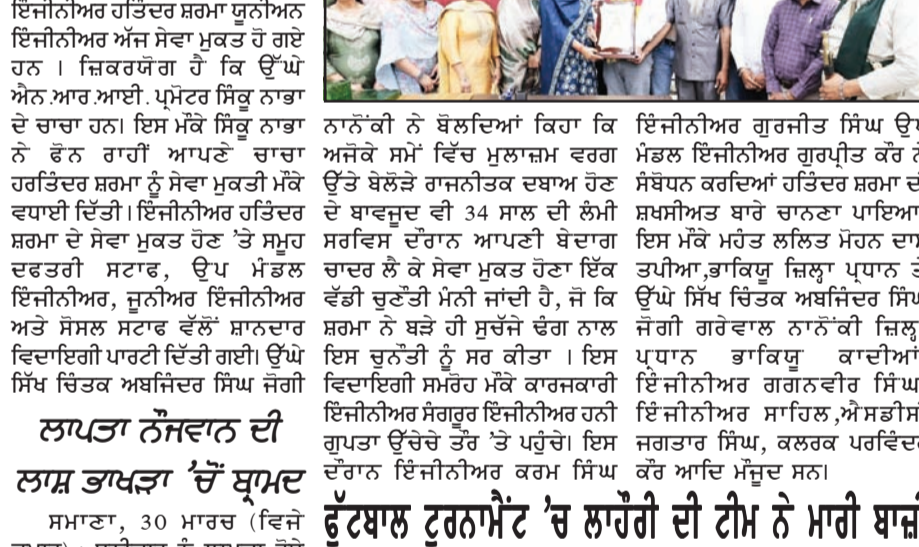 ਇੰਜੀਨੀਅਰ ਹਤਿੰਦਰ ਸ਼ਰਮਾ ਯੂਨੀਅਨ
ਇੰਜੀਨੀਅਰ ਅੱਜ ਸੇਵਾ ਮੁਕਤ ਹੋ ਗਏ
ਹਨ । ਜ਼ਿਕਰਯੋਗ ਹੈ ਕਿ ਉੱਘੇ
ਐਨ.ਆਰ.ਆਈ. ਪ੍ਰਮੋਟਰ ਸਿੰਕੂ ਨਾਭਾ
ਦੇ ਚਾਚਾ ਹਨ। ਇਸ ਮੌਕੇ ਸਿੰਕੂ ਨਾਭਾ
ਨੇ ਫੋਨ ਰਾਹੀਂ ਆਪਣੇ ਚਾਚਾ
ਹਰਤਿੰਦਰ ਸ਼ਰਮਾ ਨੂੰ ਸੇਵਾ ਮੁਕਤੀ ਮੌਕੇ
ਵਧਾਈ ਦਿੱਤੀ। ਇੰਜੀਨੀਅਰ ਹਤਿੰਦਰ
ਸ਼ਰਮਾ ਦੇ ਸੇਵਾ ਮੁਕਤ ਹੋਣ 'ਤੇ ਸਮੂਹ
ਦਫਤਰੀ ਸਟਾਫ, ਉਪ ਮੰਡਲ
ਇੰਜੀਨੀਅਰ, ਜੂਨੀਅਰ ਇੰਜੀਨੀਅਰ
ਅਤੇ ਸੋਸਲ ਸਟਾਫ ਵੱਲੋਂ ਸ਼ਾਨਦਾਰ
ਵਿਦਾਇਗੀ ਪਾਰਟੀ ਦਿੱਤੀ ਗਈ। ਉੱਘੇ
ਸਿੱਖ ਚਿੰਤਕ ਅਬਜਿੰਦਰ ਸਿੰਘ ਜੋਗੀ
ਲਾਪਤਾ ਨੌਜਵਾਨ ਦੀ
ਲਾਸ਼ ਭਾਖੜਾ 'ਚੋਂ ਬ੍ਰਾਮਦ
ਸਮਾਣਾ, 30 ਮਾਰਚ (ਵਿਜੇ
ਨਾਨੋਂਕੀ ਨੇ ਬੋਲਦਿਆਂ ਕਿਹਾ ਕਿ
ਅਜੋਕੇ ਸਮੇਂ ਵਿੱਚ ਮੁਲਾਜ਼ਮ ਵਰਗ
ਉੱਤੇ ਬੇਲੋੜੇ ਰਾਜਨੀਤਕ ਦਬਾਅ ਹੋਣ
ਦੇ ਬਾਵਜੂਦ ਵੀ 34 ਸਾਲ ਦੀ ਲੰਮੀ
ਸਰਵਿਸ ਦੌਰਾਨ ਆਪਣੀ ਬੇਦਾਗ
ਚਾਦਰ ਲੈ ਕੇ ਸੇਵਾ ਮੁਕਤ ਹੋਣਾ ਇੱਕ
ਵੱਡੀ ਚੁਣੌਤੀ ਮੰਨੀ ਜਾਂਦੀ ਹੈ, ਜੋ ਕਿ
ਸ਼ਰਮਾ ਨੇ ਬੜੇ ਹੀ ਸੁਚੱਜੇ ਢੰਗ ਨਾਲ
ਇਸ ਚੁਨੌਤੀ ਨੂੰ ਸਰ ਕੀਤਾ । ਇਸ
ਵਿਦਾਇਗੀ ਸਮਰੋਹ ਮੌਕੇ ਕਾਰਜਕਾਰੀ
ਇੰਜੀਨੀਅਰ ਸੰਗਰੂਰ ਇੰਜੀਨੀਅਰ ਹਨੀ
ਗੁਪਤਾ ਉੱਚੇਚੇ ਤੌਰ 'ਤੇ ਪਹੁੰਚੇ। ਇਸ
ਦੌਰਾਨ ਇੰਜੀਨੀਅਰ ਕਰਮ ਸਿੰਘ
ਇੰਜੀਨੀਅਰ ਗੁਰਜੀਤ ਸਿੰਘ
ਮੰਡਲ ਇੰਜੀਨੀਅਰ ਗੁਰਪ੍ਰੀਤ ਕੌਰ
ਸੰਬੋਧਨ ਕਰਦਿਆਂ ਹਤਿੰਦਰ ਸ਼ਰਮਾ
ਸ਼ਖਸੀਅਤ ਬਾਰੇ ਚਾਨਣਾ ਪਾਇਆ
ਇਸ ਮੌਕੇ ਮਹੰਤ ਲਲਿਤ ਮੋਹਨ
ਤਪੀਆ,ਭਾਕਿਯੂ ਜ਼ਿਲ੍ਹਾ ਪ੍ਰਧਾਨ
ਉੱਘੇ ਸਿੱਖ ਚਿੰਤਕ ਅਬਜਿੰਦਰ
ਜੋਗੀ ਗਰੇਵਾਲ ਨਾਨੋਂਕੀ
ਪ੍ਰਧਾਨ ਭਾਕਿਯੂ ਕਾਦੀਆਂ
ਇੰਜੀਨੀਅਰ ਗਗਨਵੀਰ ਸਿੰਘ
ਇੰਜੀਨੀਅਰ ਸਾਹਿਲ,
ਜਗਤਾਰ ਸਿੰਘ, ਕਲਰਕ
ਕੌਰ ਆਦਿ ਮੌਜੂਦ ਸਨ।
ਫੁੱਟਬਾਲ ਟੂਰਨਾਮੈਂਟ 'ਚ ਲਾਹੌਰੀ ਦੀ ਟੀਮ ਨੇ ਮਾਰੀ